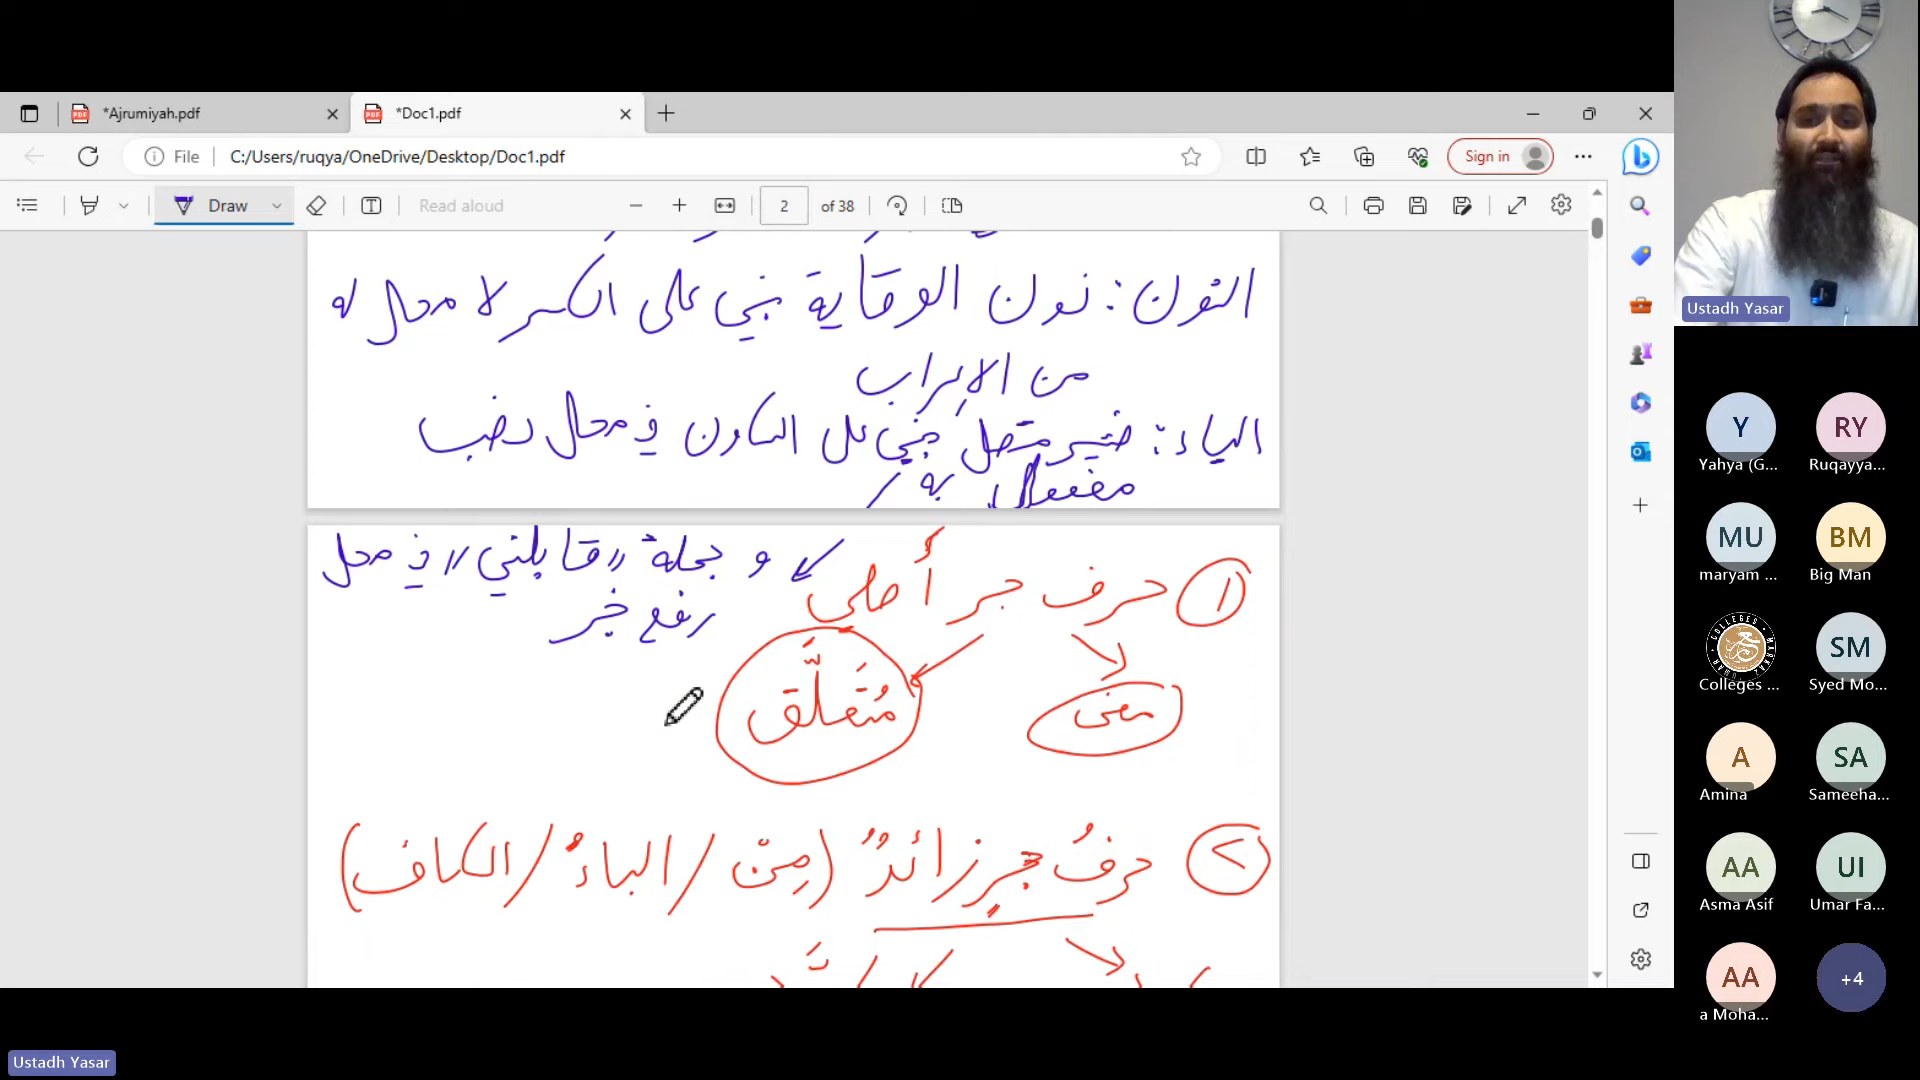 *Ajrumiyah.pdf
*Doc1.pdf
File
C:/Users/ruqya/OneDrive/Desktop/Doc1.pdf
Sign in
Draw
Read aloud
2
of 38
النون: نون الوقاية مبني على الكسر لا محل له
من الإعراب
الياء: ضمير متصل مبني على السكون في محل نصب
مفعول به
و جملة "قابلتني" في محل
رفع خبر
١ حرف جر أصلي
معنى
مُتَعَلَّق
٢ حرفُ جرٍ زائدٌ (مِنْ / الباءُ / الكاف)
Ustadh Yasar
Y
Yahya (G...
RY
Ruqayya...
MU
maryam ...
BM
Big Man
Colleges ...
SM
Syed Mo...
A
Amina
SA
Sameeha...
AA
Asma Asif
UI
Umar Fa...
AA
a Moha...
+4
Ustadh Yasar